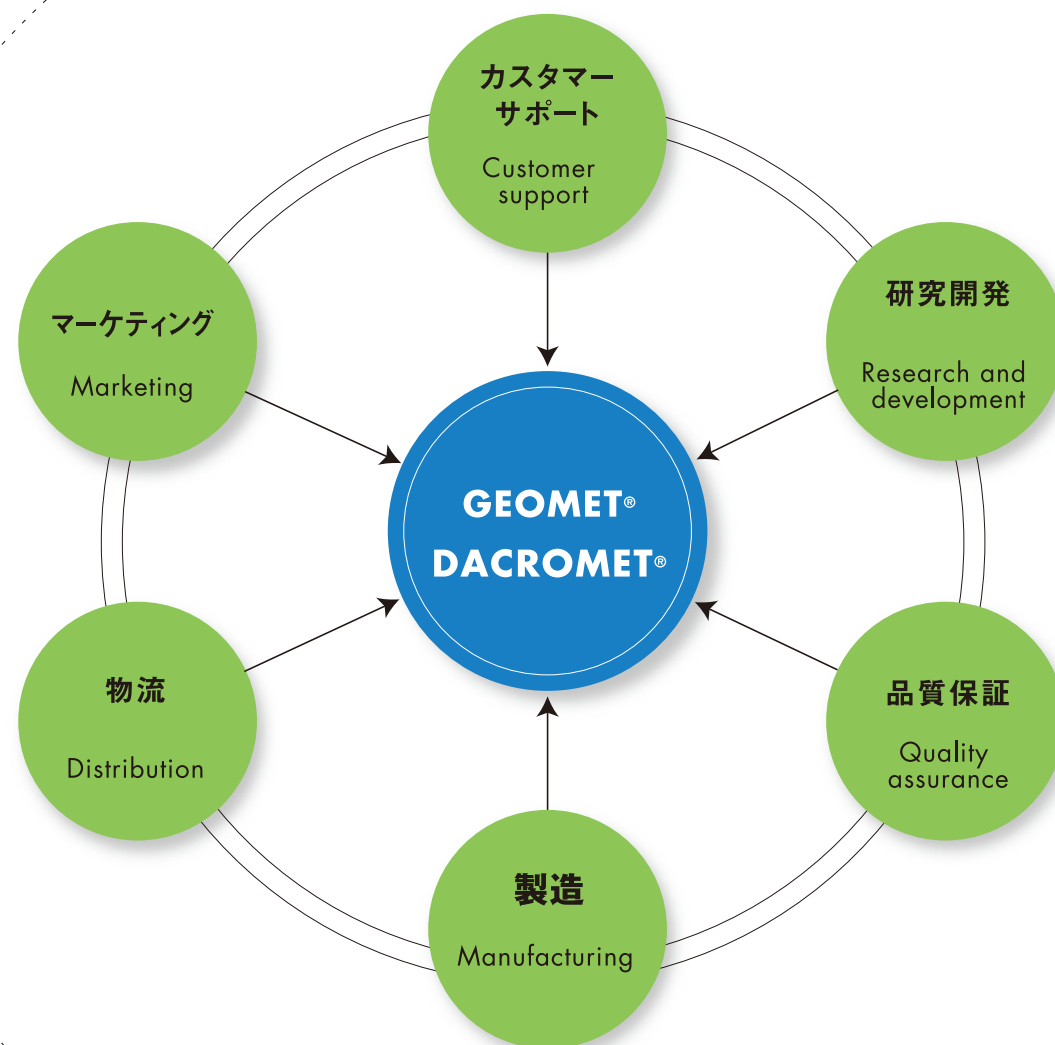 カスタマー
サポート
Customer
support
マーケティング
Marketing
研究開発
Research and
development
GEOMET®
DACROMET®
物流
Distribution
品質保証
Quality
assurance
製造
Manufacturing